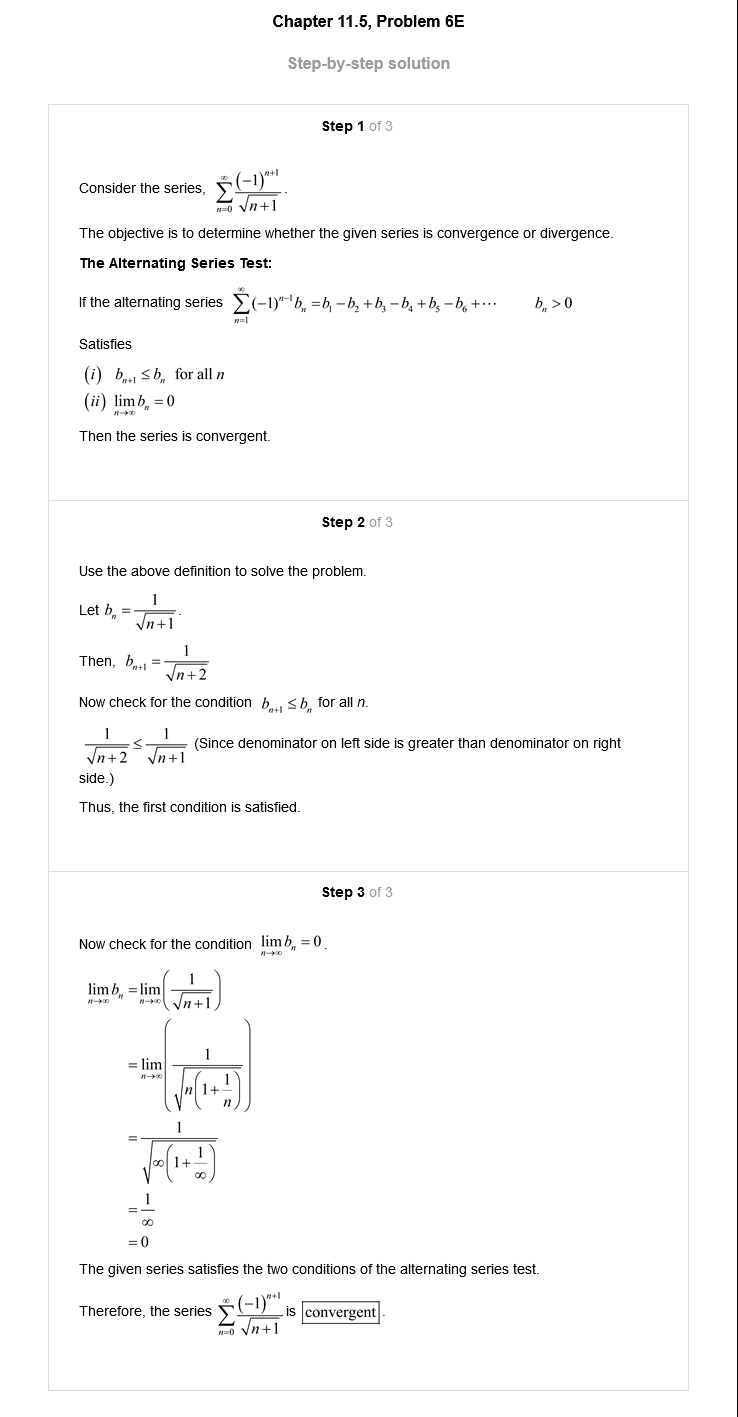 Chapter 11.5, Problem 6E
Step-by-step solution
Step 1 of 3
Consider the series, $\sum_{n=0}^{\infty} \frac{(-1)^{n+1}}{\sqrt{n+1}}$.
The objective is to determine whether the given series is convergence or divergence.
The Alternating Series Test:
If the alternating series $\sum_{n=1}^{\infty} (-1)^{n-1} b_n = b_1 - b_2 + b_3 - b_4 + b_5 - b_6 + \cdots \quad b_n > 0$
Satisfies
(i) $b_{n+1} \le b_n$ for all n
(ii) $\lim_{n \to \infty} b_n = 0$
Then the series is convergent.
Step 2 of 3
Use the above definition to solve the problem.
Let $b_n = \frac{1}{\sqrt{n+1}}$.
Then, $b_{n+1} = \frac{1}{\sqrt{n+2}}$
Now check for the condition $b_{n+1} \le b_n$ for all n.
$\frac{1}{\sqrt{n+2}} \le \frac{1}{\sqrt{n+1}}$ (Since denominator on left side is greater than denominator on right
side.)
Thus, the first condition is satisfied.
Step 3 of 3
Now check for the condition $\lim_{n \to \infty} b_n = 0$.
$\lim_{n \to \infty} b_n = \lim_{n \to \infty} \left( \frac{1}{\sqrt{n+1}} \right)$
$= \lim_{n \to \infty} \left( \frac{1}{\sqrt{n \left( 1 + \frac{1}{n} \right)}} \right)$
$= \frac{1}{\sqrt{\infty \left( 1 + \frac{1}{\infty} \right)}}$
$= \frac{1}{\infty}$
$= 0$
The given series satisfies the two conditions of the alternating series test.
Therefore, the series $\sum_{n=0}^{\infty} \frac{(-1)^{n+1}}{\sqrt{n+1}}$ is convergent.